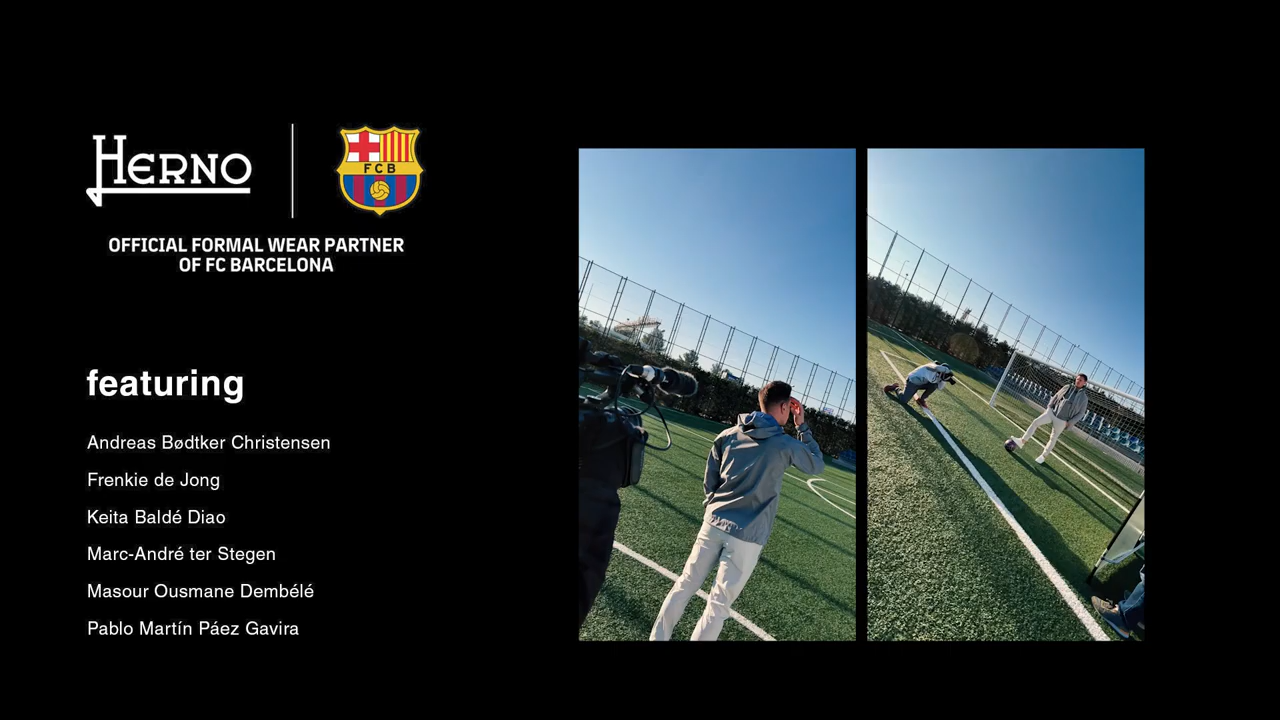 HERNO
FCB
OFFICIAL FORMAL WEAR PARTNER
OF FC BARCELONA
featuring
Andreas Bødtker Christensen
Frenkie de Jong
Keita Baldé Diao
Marc-André ter Stegen
Masour Ousmane Dembélé
Pablo Martín Páez Gavira